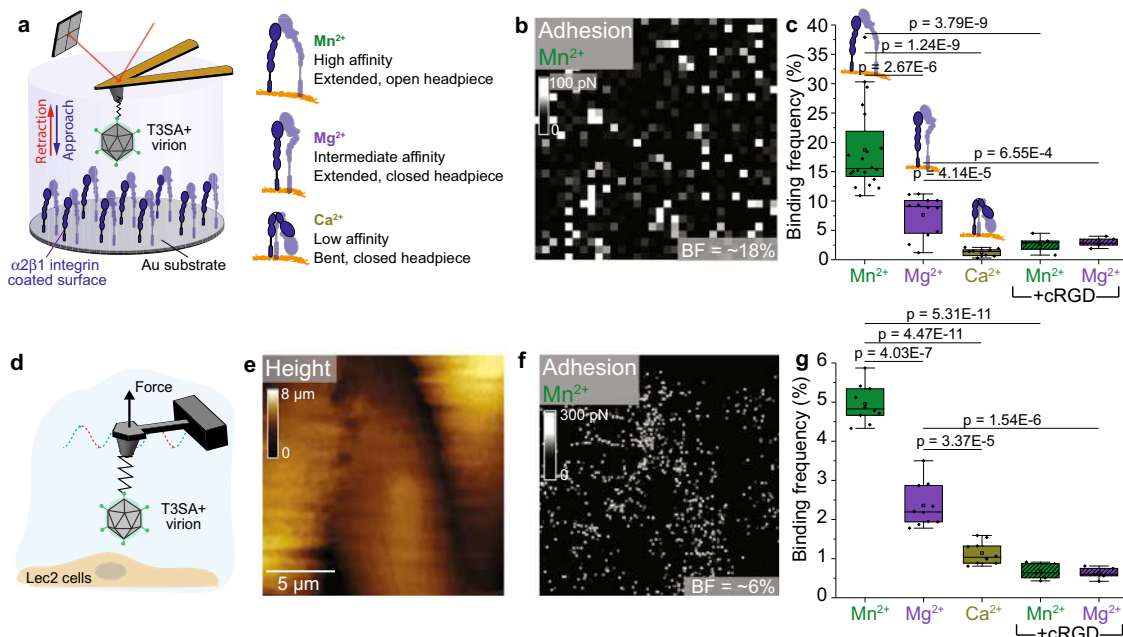 a
Retraction
Approach
T3SA+
virion
α2β1 integrin
coated surface
Au substrate
Mn²⁺
High affinity
Extended, open headpiece
Mg²⁺
Intermediate affinity
Extended, closed headpiece
Ca²⁺
Low affinity
Bent, closed headpiece
b
Adhesion
Mn²⁺
100 pN
0
BF = ~18%
c
p = 3.79E-9
p = 1.24E-9
p = 2.67E-6
p = 6.55E-4
p = 4.14E-5
Binding frequency (%)
40
35
30
25
20
15
10
5
0
Mn²⁺ Mg²⁺ Ca²⁺ Mn²⁺ Mg²⁺
+cRGD
d
Force
T3SA+
virion
Lec2 cells
e
Height
8 µm
0
5 µm
f
Adhesion
Mn²⁺
300 pN
0
BF = ~6%
g
p = 5.31E-11
p = 4.47E-11
p = 4.03E-7
p = 1.54E-6
p = 3.37E-5
Binding frequency (%)
6
5
4
3
2
1
0
Mn²⁺ Mg²⁺ Ca²⁺ Mn²⁺ Mg²⁺
+cRGD